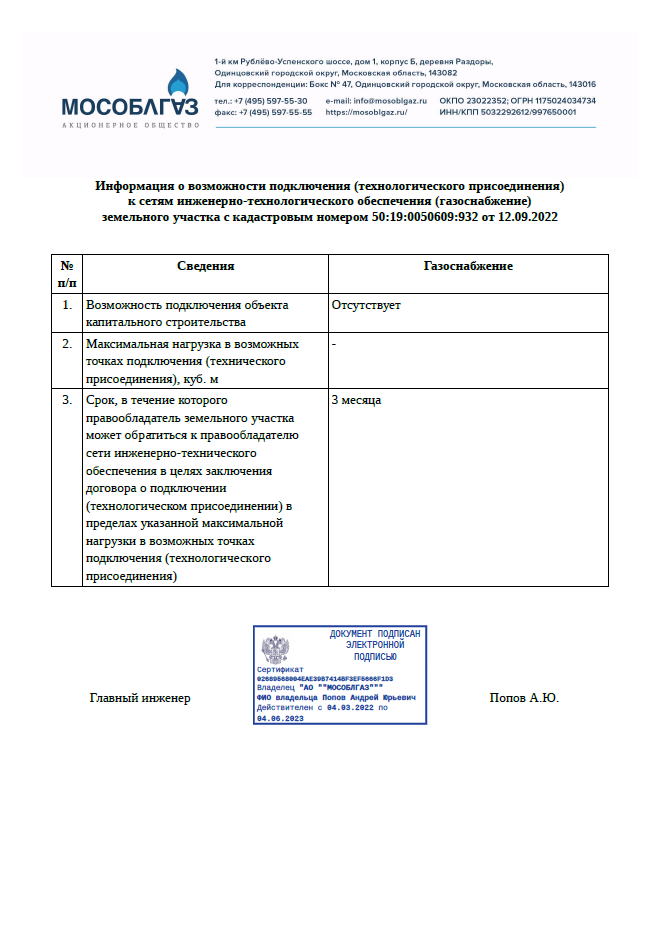 МОСОБЛГАЗ
АКЦИОНЕРНОЕ ОБЩЕСТВО
1-й км Рублёво-Успенского шоссе, дом 1, корпус Б, деревня Раздоры,
Одинцовский городской округ, Московская область, 143082
Для корреспонденции: Бокс № 47, Одинцовский городской округ, Московская область, 143016
тел.: +7 (495) 597-55-30 e-mail: info@mosoblgaz.ru ОКПО 23022352; ОГРН 1175024034734
факс: +7 (495) 597-55-55 https://mosoblgaz.ru/ ИНН/КПП 5032292612/997650001
Информация о возможности подключения (технологического присоединения)
к сетям инженерно-технологического обеспечения (газоснабжение)
земельного участка с кадастровым номером 50:19:0050609:932 от 12.09.2022
№ п/п Сведения Газоснабжение
1. Возможность подключения объекта Отсутствует
капитального строительства
2. Максимальная нагрузка в возможных -
точках подключения (технического
присоединения), куб. м
3. Срок, в течение которого 3 месяца
правообладатель земельного участка
может обратиться к правообладателю
сети инженерно-технического
обеспечения в целях заключения
договора о подключении
(технологическом присоединении) в
пределах указанной максимальной
нагрузки в возможных точках
подключения (технологического
присоединения)
ДОКУМЕНТ ПОДПИСАН
ЭЛЕКТРОННОЙ
ПОДПИСЬЮ
Сертификат
Владелец "АО ""МОСОБЛГАЗ"""
ФИО владельца Попов Андрей Юрьевич
Действителен с 04.03.2022 по
04.06.2023
Главный инженер Попов А.Ю.